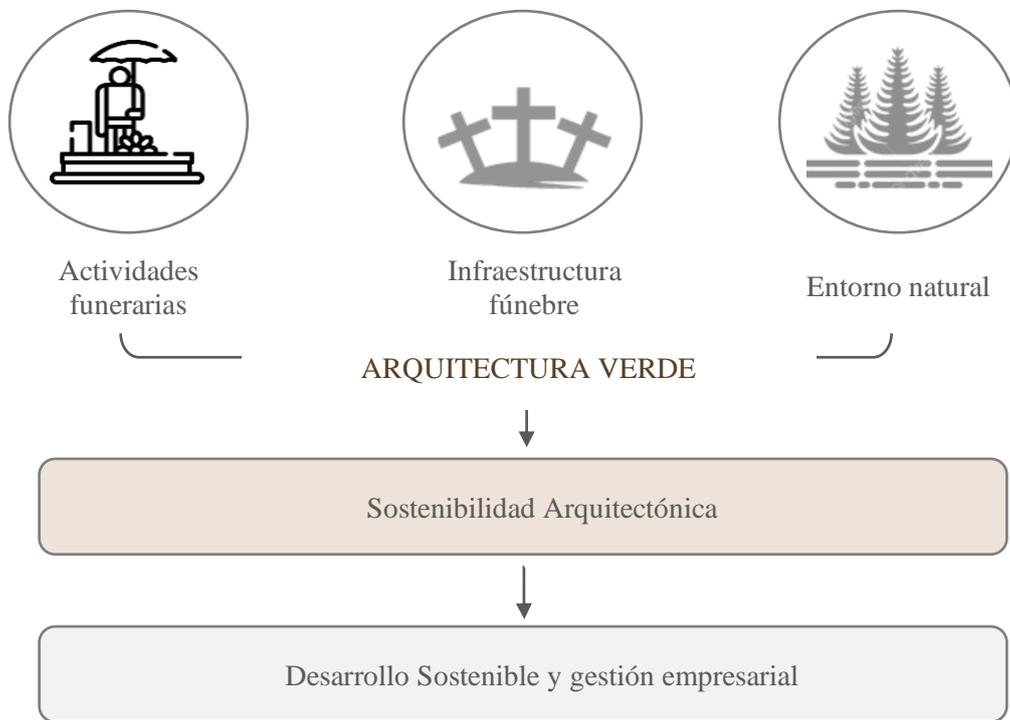 Actividades
funerarias
Infraestructura
fúnebre
Entorno natural
ARQUITECTURA VERDE
Sostenibilidad Arquitectónica
Desarrollo Sostenible y gestión empresarial